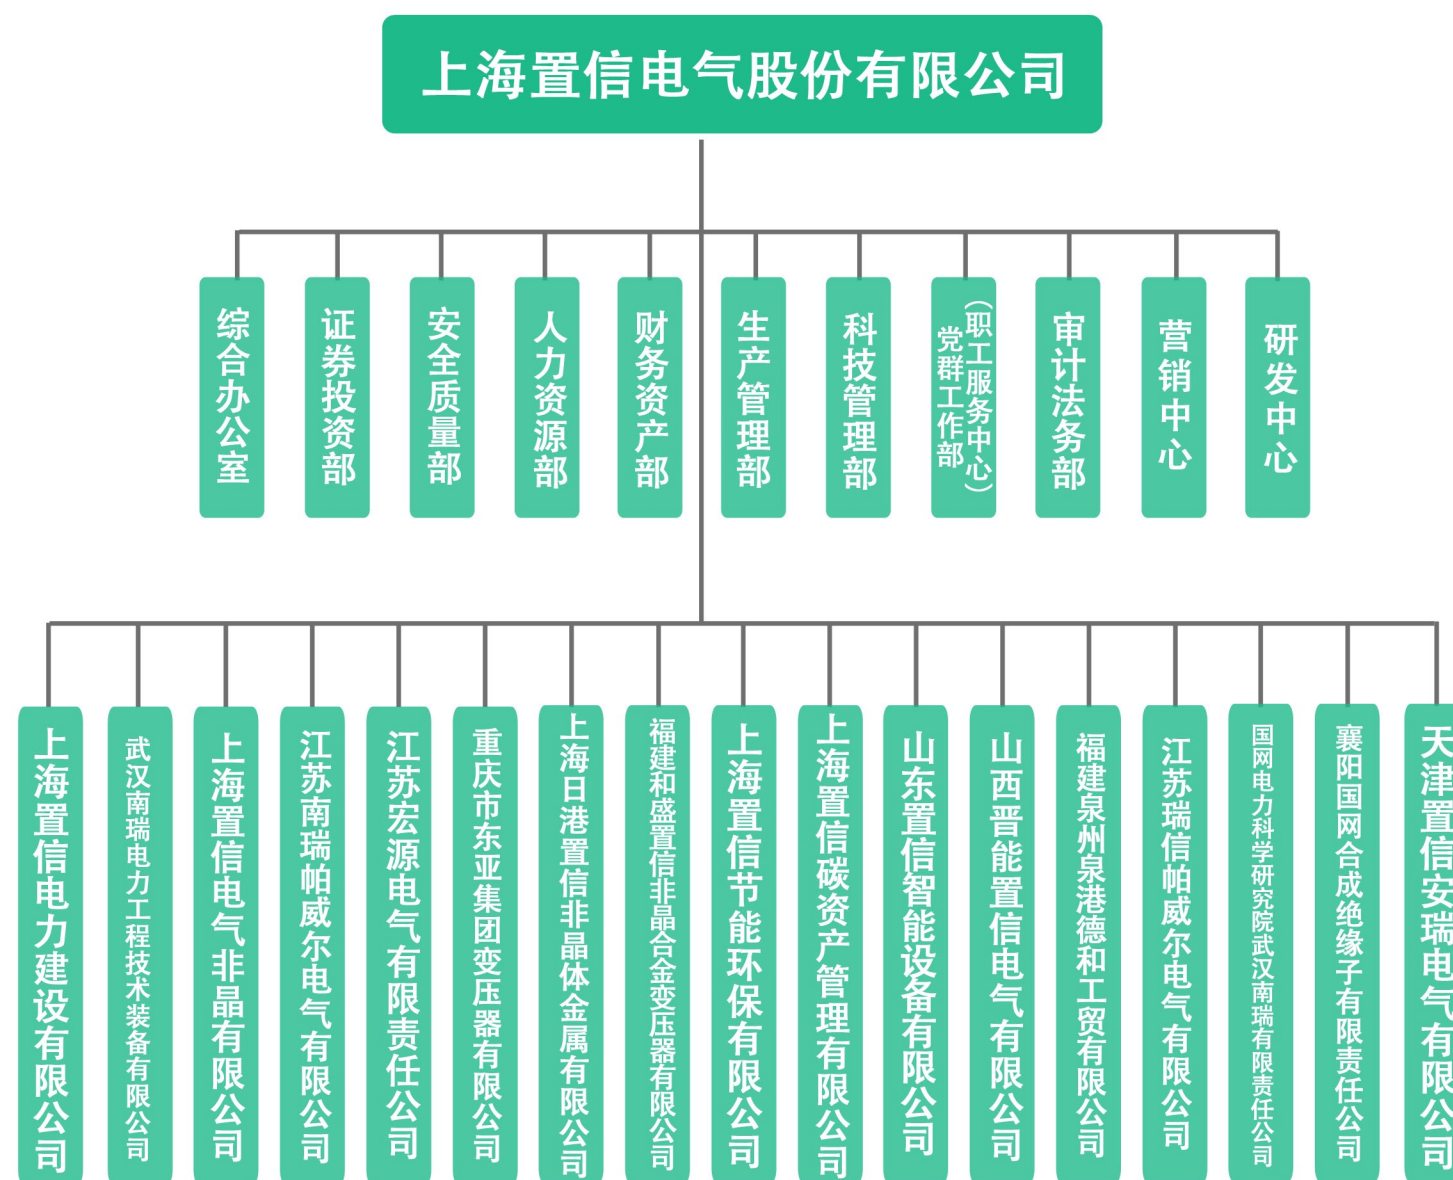 上海置信电气股份有限公司
综合办公室
证券投资部
安全质量部
人力资源部
财务资产部
生产管理部
科技管理部
党群工作部
（职工服务中心）
审计法务部
营销中心
研发中心
上海置信电力建设有限公司
武汉南瑞电力工程技术装备有限公司
上海置信电气非晶有限公司
江苏南瑞帕威尔电气有限公司
江苏宏源电气有限责任公司
重庆市东亚集团变压器有限公司
上海日港置信非晶体金属有限公司
福建和盛置信非晶合金变压器有限公司
上海置信节能环保有限公司
上海置信碳资产管理有限公司
山东置信智能设备有限公司
山西晋能置信电气有限公司
福建泉州泉港德和工贸有限公司
江苏瑞信帕威尔电气有限公司
国网电力科学研究院武汉南瑞有限责任公司
襄阳国网合成绝缘子有限责任公司
天津置信安瑞电气有限公司